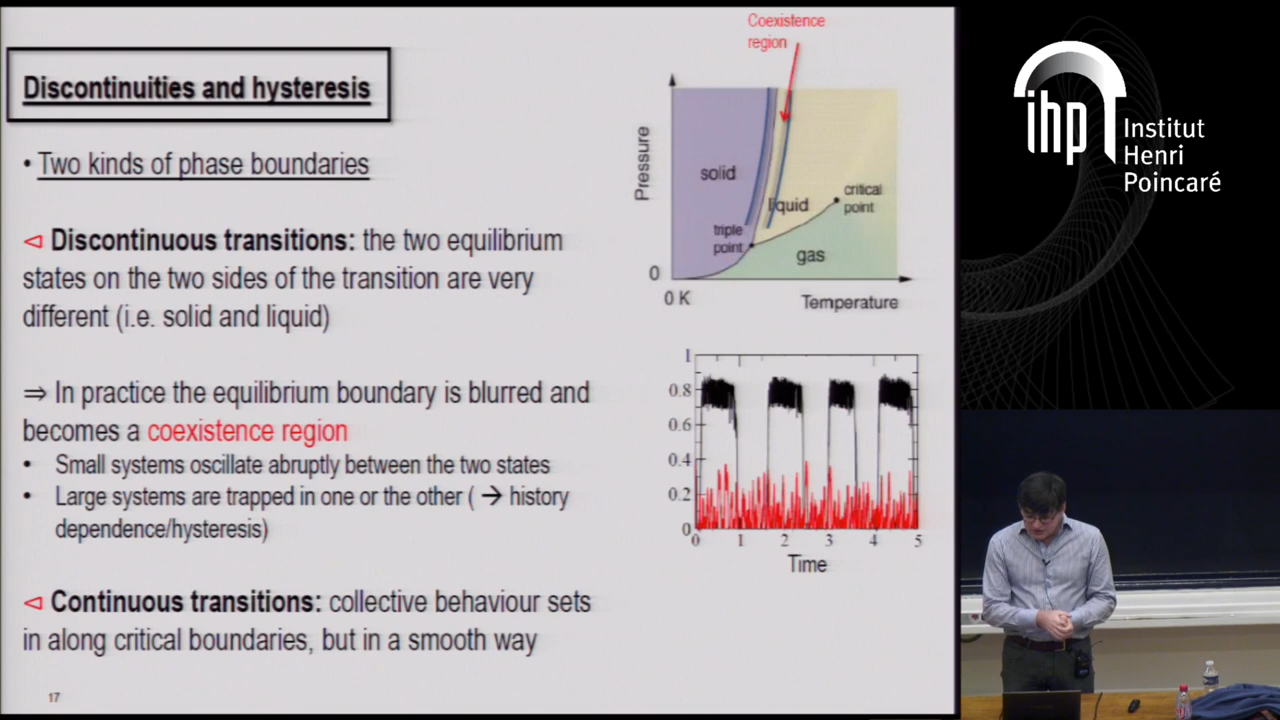 Discontinuities and hysteresis
• Two kinds of phase boundaries
⊲ Discontinuous transitions: the two equilibrium
states on the two sides of the transition are very
different (i.e. solid and liquid)
⇒ In practice the equilibrium boundary is blurred and
becomes a coexistence region
• Small systems oscillate abruptly between the two states
• Large systems are trapped in one or the other ( → history
dependence/hysteresis)
⊲ Continuous transitions: collective behaviour sets
in along critical boundaries, but in a smooth way
17
Coexistence
region
Pressure
solid
liquid
critical
point
triple
point
gas
0
0 K
Temperature
1
0.8
0.6
0.4
0.2
0
0 1 2 3 4 5
Time
ihp
Institut
Henri
Poincaré